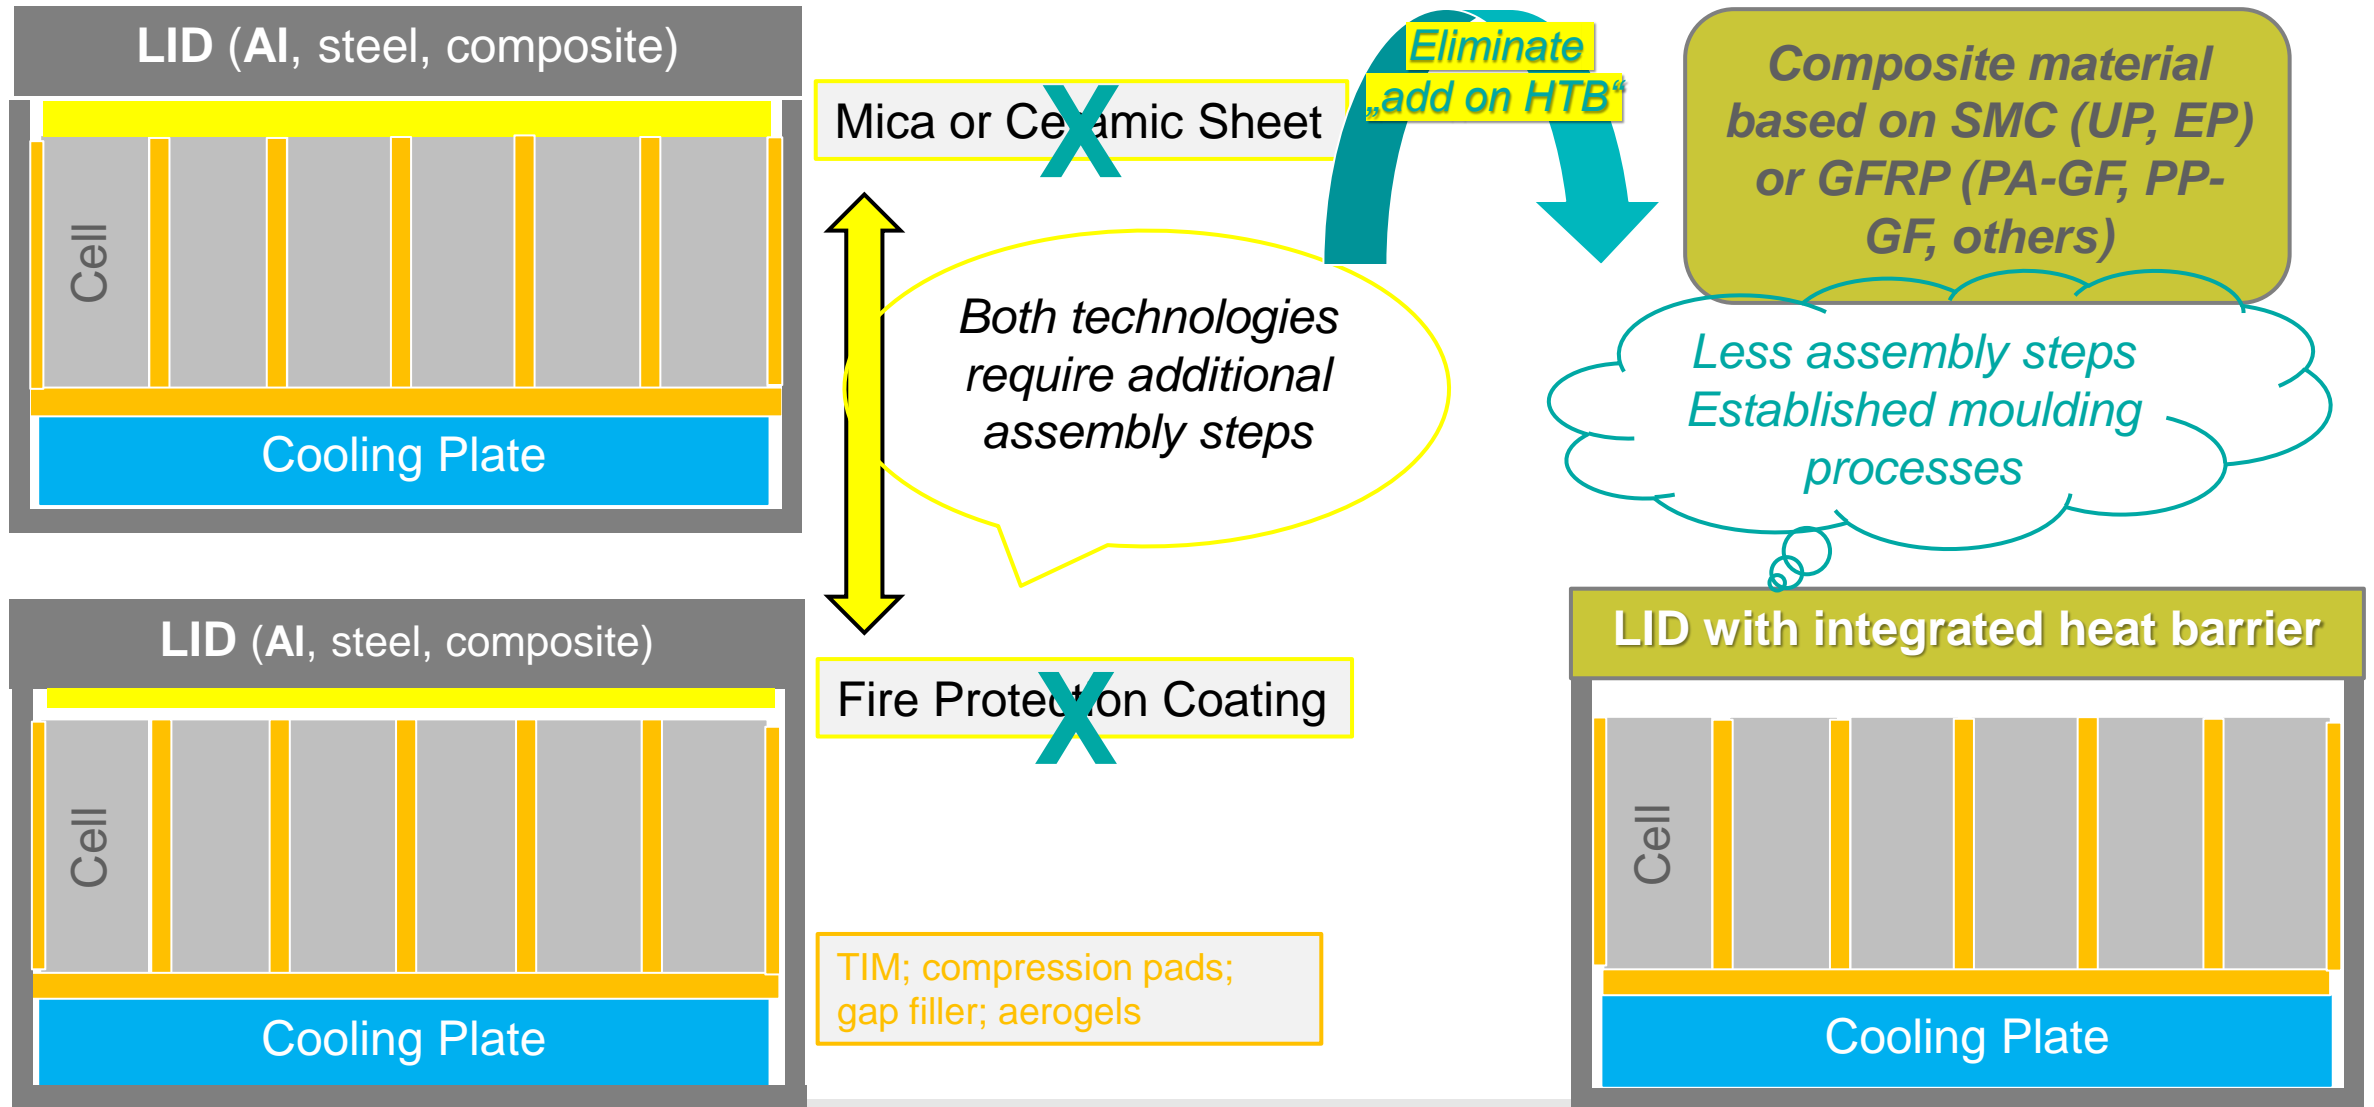 LID (Al, steel, composite)
Cell
Cooling Plate
Mica or Ceramic Sheet
X
Eliminate
„add on HTB“
Both technologies
require additional
assembly steps
Composite material
based on SMC (UP, EP)
or GFRP (PA-GF, PP-
GF, others)
Less assembly steps
Established moulding
processes
LID (Al, steel, composite)
Cell
Cooling Plate
Fire Protection Coating
X
TIM; compression pads;
gap filler; aerogels
LID with integrated heat barrier
Cell
Cooling Plate